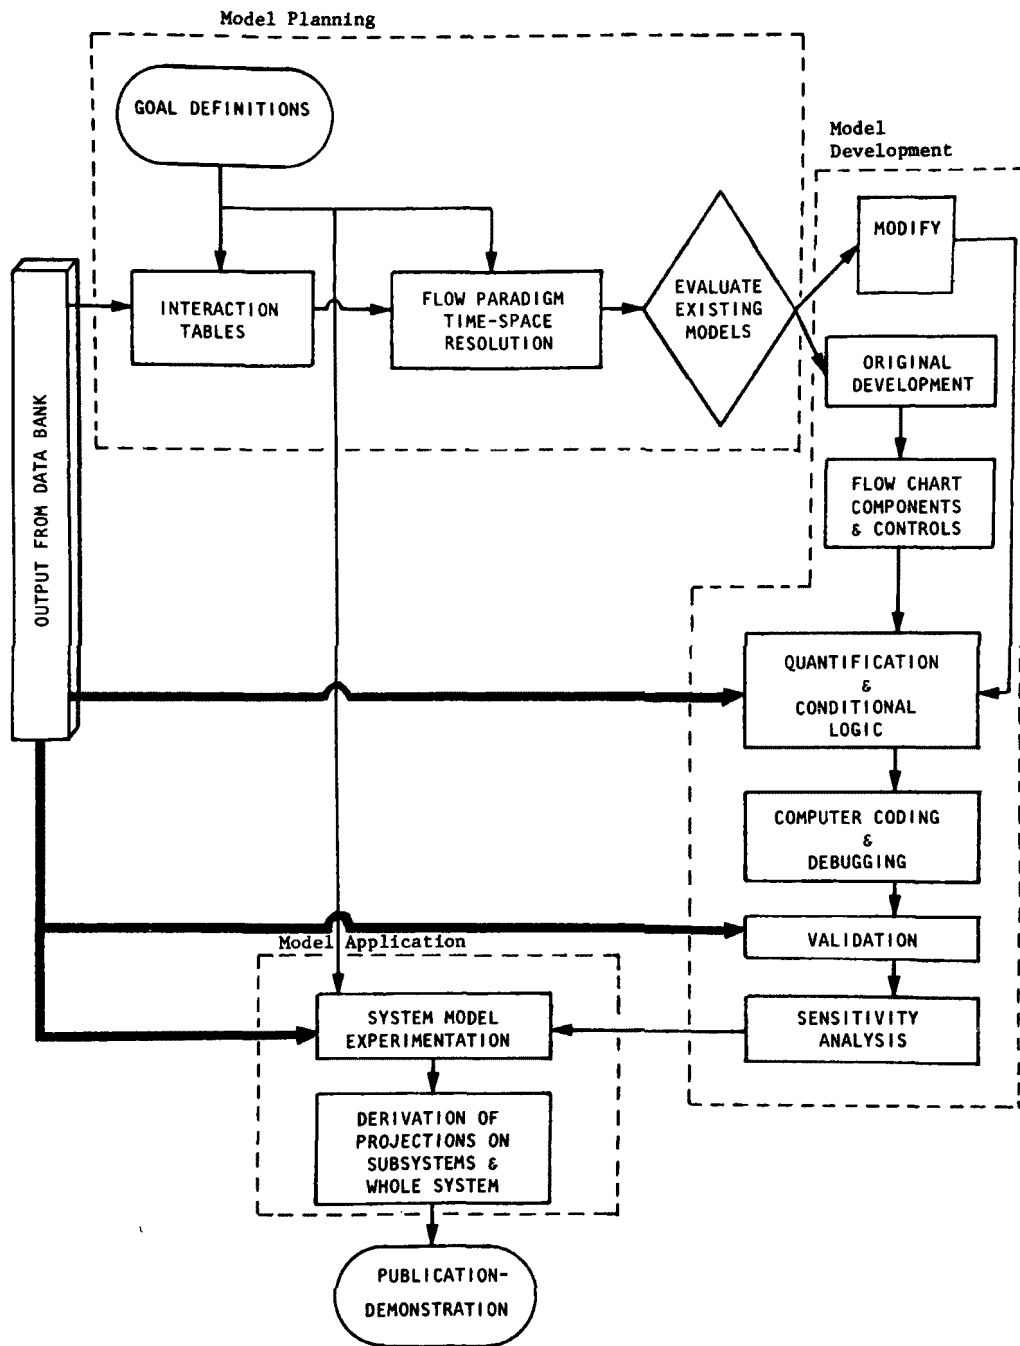 Model Planning
GOAL DEFINITIONS
Model
Development
MODIFY
INTERACTION
TABLES
FLOW PARADIGM
TIME-SPACE
RESOLUTION
EVALUATE
EXISTING
MODELS
ORIGINAL
DEVELOPMENT
OUTPUT FROM DATA BANK
FLOW CHART
COMPONENTS
& CONTROLS
QUANTIFICATION
&
CONDITIONAL
LOGIC
COMPUTER CODING
&
DEBUGGING
VALIDATION
Model Application
SYSTEM MODEL
EXPERIMENTATION
SENSITIVITY
ANALYSIS
DERIVATION OF
PROJECTIONS ON
SUBSYSTEMS &
WHOLE SYSTEM
PUBLICATION-
DEMONSTRATION